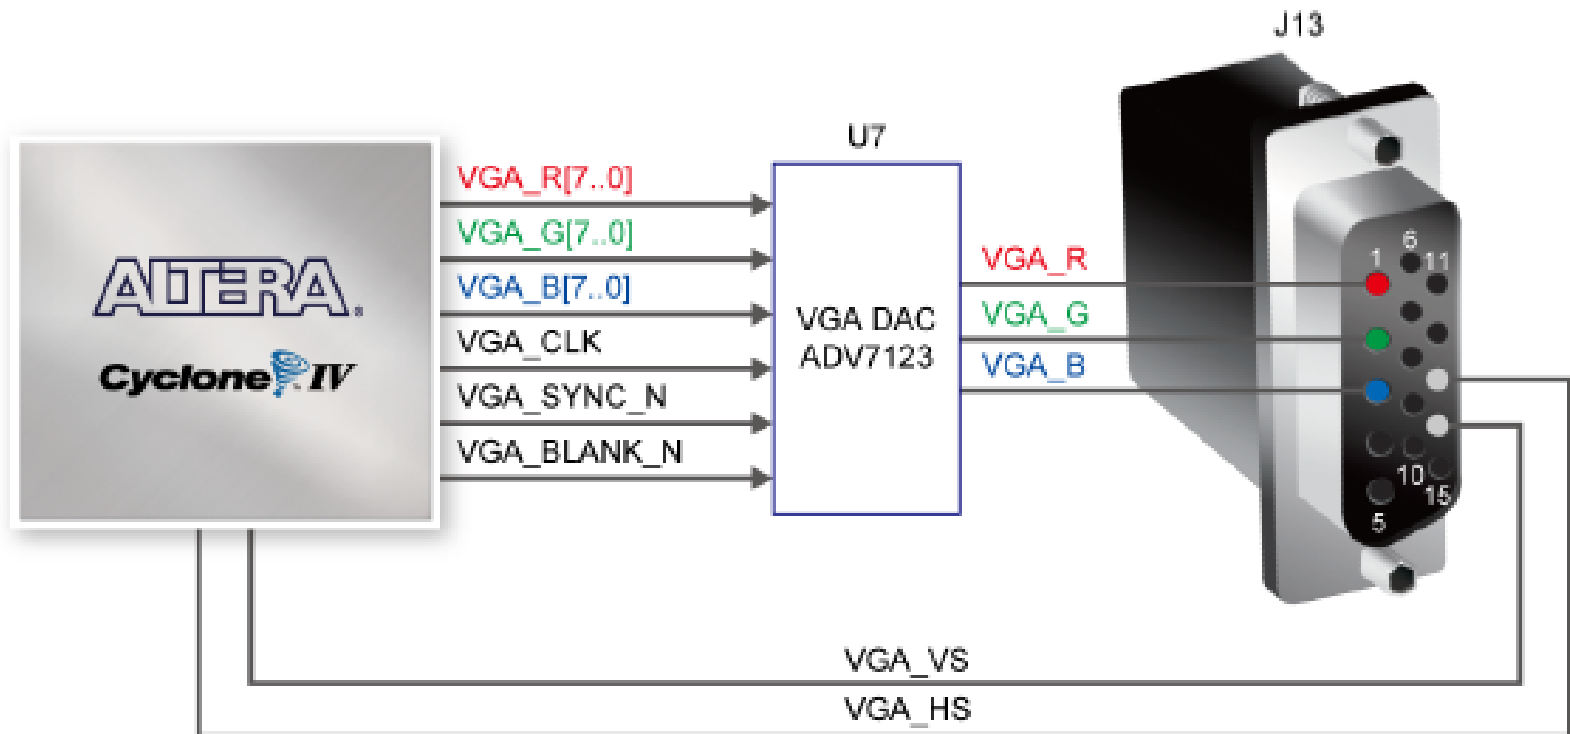 J13
U7
VGA_R[7..0]
VGA_G[7..0]
VGA_B[7..0]
VGA_CLK
VGA_SYNC_N
VGA_BLANK_N
ALTERA®
Cyclone IV
VGA DAC
ADV7123
VGA_R
VGA_G
VGA_B
6
1
11
10
15
5
VGA_VS
VGA_HS